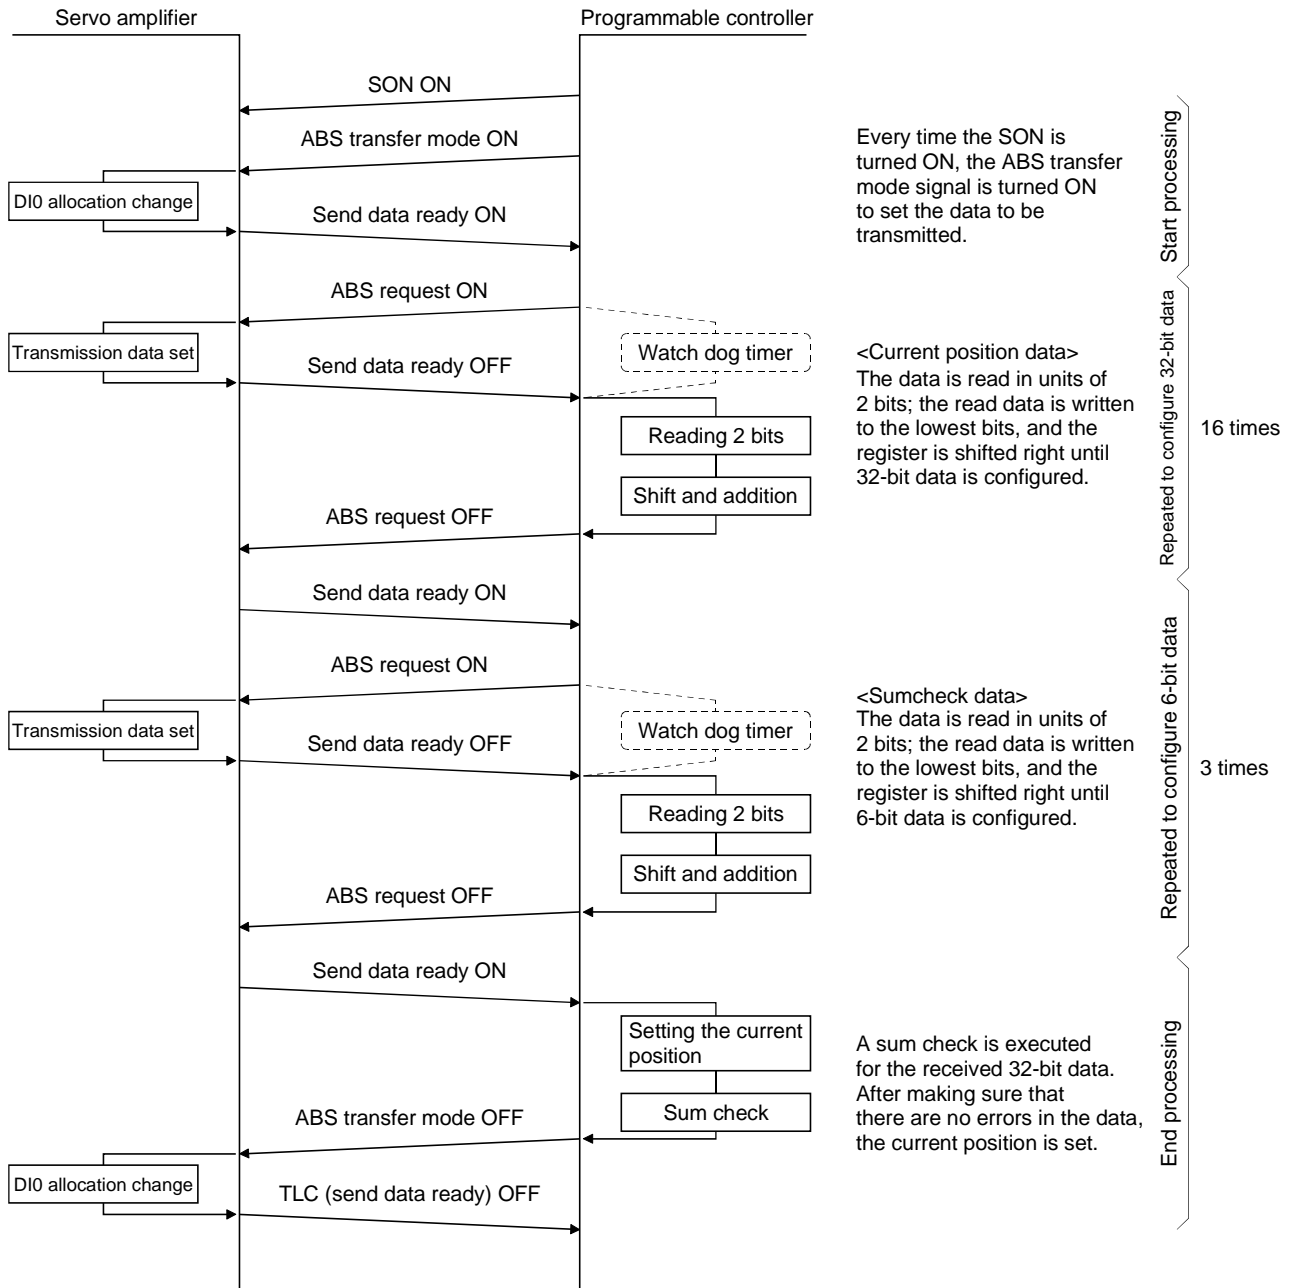 Servo amplifier
Programmable controller
SON ON
ABS transfer mode ON
DI0 allocation change
Send data ready ON
Every time the SON is
turned ON, the ABS transfer
mode signal is turned ON
to set the data to be
transmitted.
Start processing
ABS request ON
Transmission data set
Watch dog timer
Send data ready OFF
Reading 2 bits
Shift and addition
ABS request OFF
<Current position data>
The data is read in units of
2 bits; the read data is written
to the lowest bits, and the
register is shifted right until
32-bit data is configured.
Repeated to configure 32-bit data
16 times
Send data ready ON
ABS request ON
Transmission data set
Watch dog timer
Send data ready OFF
Reading 2 bits
Shift and addition
ABS request OFF
<Sumcheck data>
The data is read in units of
2 bits; the read data is written
to the lowest bits, and the
register is shifted right until
6-bit data is configured.
Repeated to configure 6-bit data
3 times
Send data ready ON
Setting the current
position
Sum check
ABS transfer mode OFF
DI0 allocation change
TLC (send data ready) OFF
A sum check is executed
for the received 32-bit data.
After making sure that
there are no errors in the data,
the current position is set.
End processing